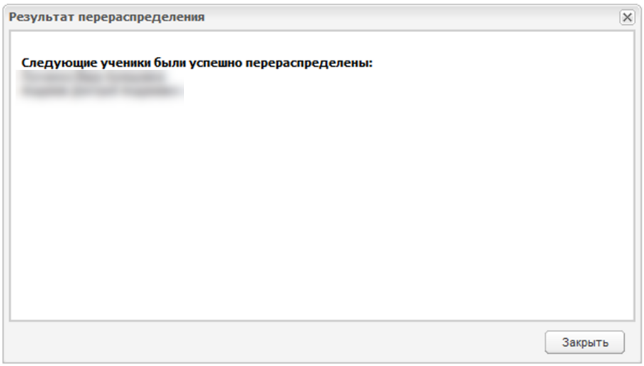 Результат перераспределения
Следующие ученики были успешно перераспределены:
Закрыть